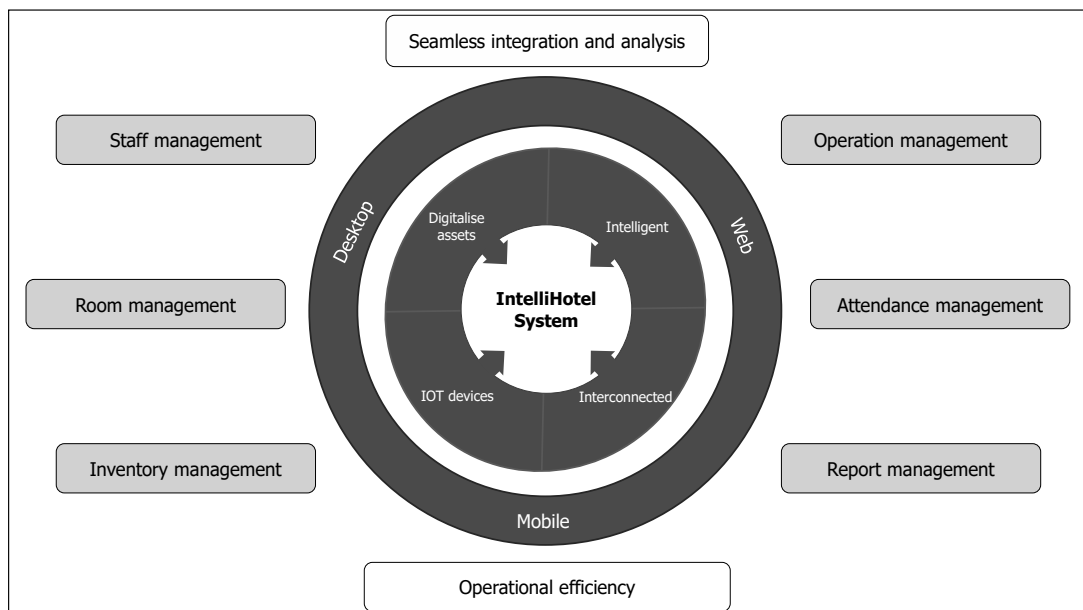 Seamless integration and analysis
Staff management
Operation management
Desktop
Web
Digitalise
assets
Intelligent
Room management
IntelliHotel
System
Attendance management
IOT devices
Interconnected
Inventory management
Report management
Mobile
Operational efficiency